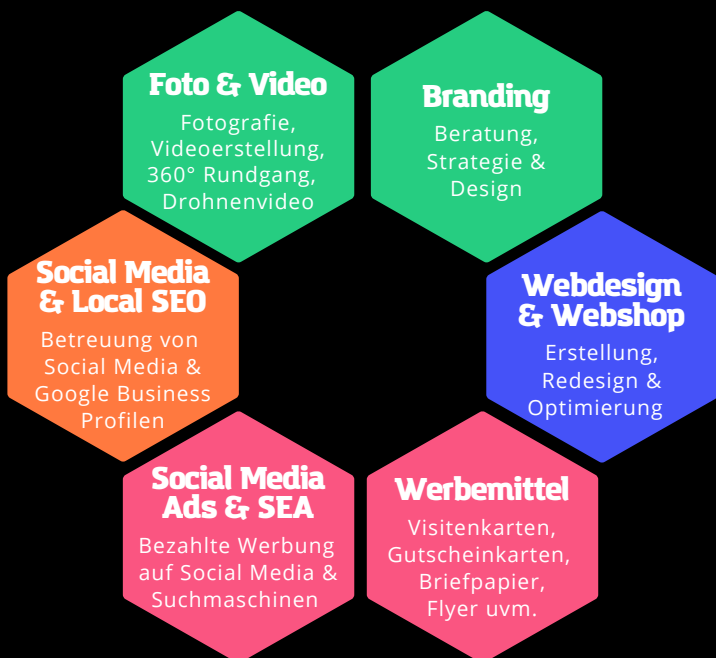 Foto & Video
Fotografie,
Videoerstellung,
360° Rundgang,
Drohnenvideo
Branding
Beratung,
Strategie &
Design
Social Media
& Local SEO
Betreuung von
Social Media &
Google Business
Profilen
Webdesign
& Webshop
Erstellung,
Redesign &
Optimierung
Social Media
Ads & SEA
Bezahlte Werbung
auf Social Media &
Suchmaschinen
Werbemittel
Visitenkarten,
Gutscheinkarten,
Briefpapier,
Flyer uvm.